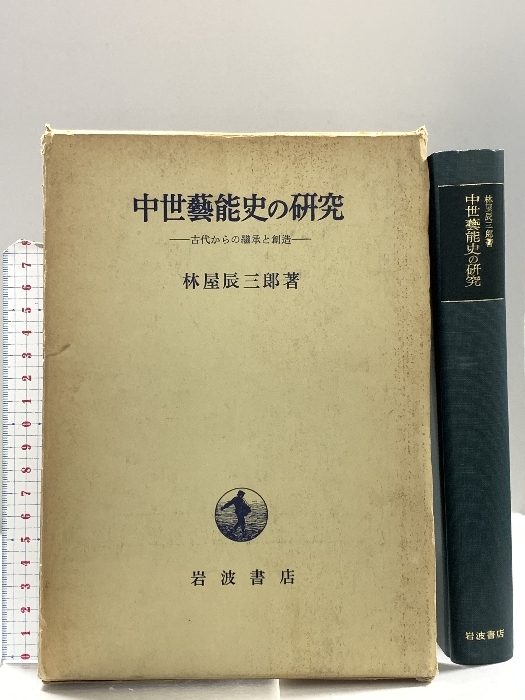 中世藝能史の研究
──古代からの継承と創造──
林屋辰三郎著
岩波書店
林屋辰三郎著
中世藝能史の研究
岩波書店